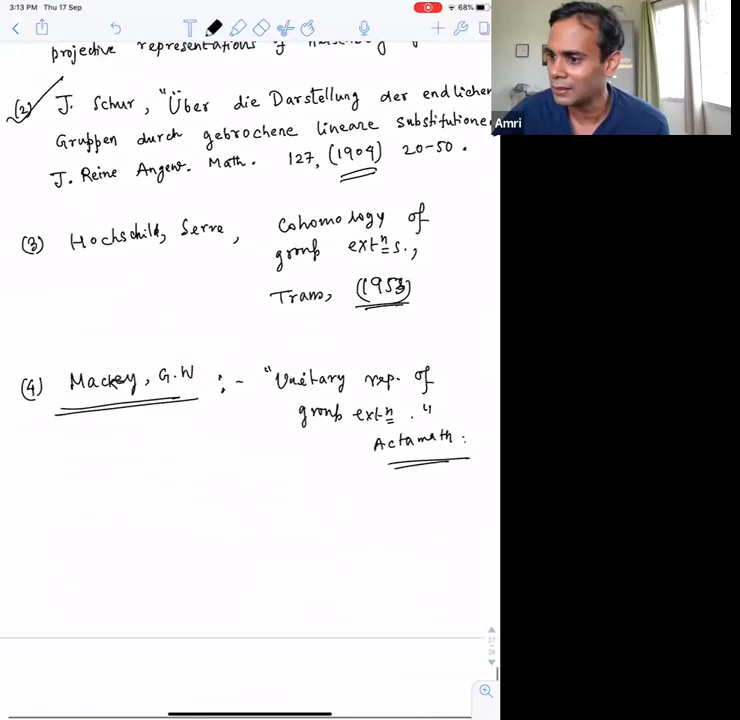 3:13 PM Thu 17 Sep
68%
projective representations of
(2) J. Schur, "Über die Darstellung der endlichen
Gruppen durch gebrochene lineare substitutione
J. Reine Angew. Math. 127, (1904) 20-50.
(3) Hochschild, Serre, Cohomology of
group extns.,
Trans, (1953)
(4) Mackey, G.W :- "Unitary rep. of
group extn."
Actamath:
Amri